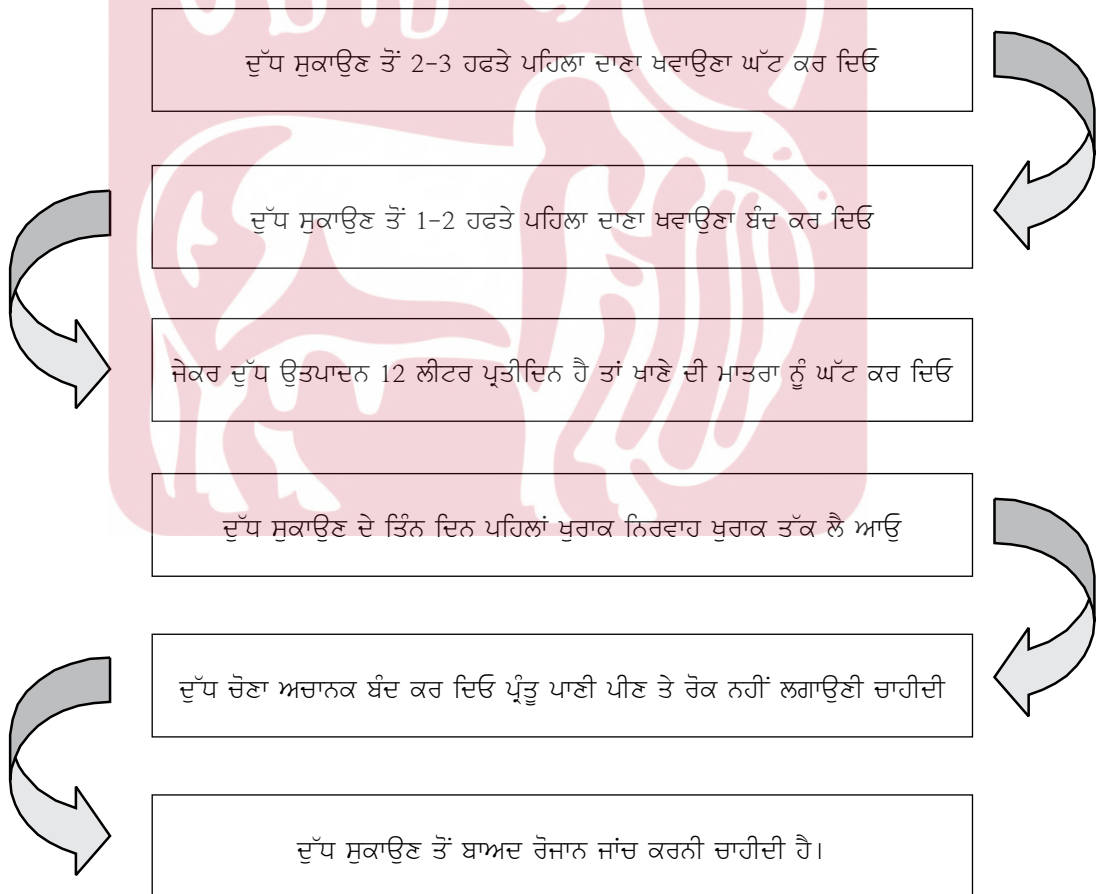 ਦੁੱਧ ਸੁਕਾਉਣ ਤੋਂ 2-3 ਹਫਤੇ ਪਹਿਲਾ ਦਾਣਾ ਖਵਾਉਣਾ ਘੱਟ ਕਰ ਦਿਓ
ਦੁੱਧ ਸੁਕਾਉਣ ਤੋਂ 1-2 ਹਫਤੇ ਪਹਿਲਾ ਦਾਣਾ ਖਵਾਉਣਾ ਬੰਦ ਕਰ ਦਿਓ
ਜੇਕਰ ਦੁੱਧ ਉਤਪਾਦਨ 12 ਲੀਟਰ ਪ੍ਰਤੀਦਿਨ ਹੈ ਤਾਂ ਖਾਣੇ ਦੀ ਮਾਤਰਾ ਨੂੰ ਘੱਟ ਕਰ ਦਿਓ
ਦੁੱਧ ਸੁਕਾਉਣ ਦੇ ਤਿੰਨ ਦਿਨ ਪਹਿਲਾਂ ਖੁਰਾਕ ਨਿਰਵਾਹ ਖੁਰਾਕ ਤੱਕ ਲੈ ਆਓੁ
ਦੁੱਧ ਚੋਣਾ ਅਚਾਨਕ ਬੰਦ ਕਰ ਦਿਓ ਪ੍ਰੰਤੂ ਪਾਣੀ ਪੀਣ ਤੇ ਰੋਕ ਨਹੀਂ ਲਗਾਉਣੀ ਚਾਹੀਦੀ
ਦੁੱਧ ਸੁਕਾਉਣ ਤੋਂ ਬਾਅਦ ਰੋਜਾਨ ਜਾਂਚ ਕਰਨੀ ਚਾਹੀਦੀ ਹੈ।